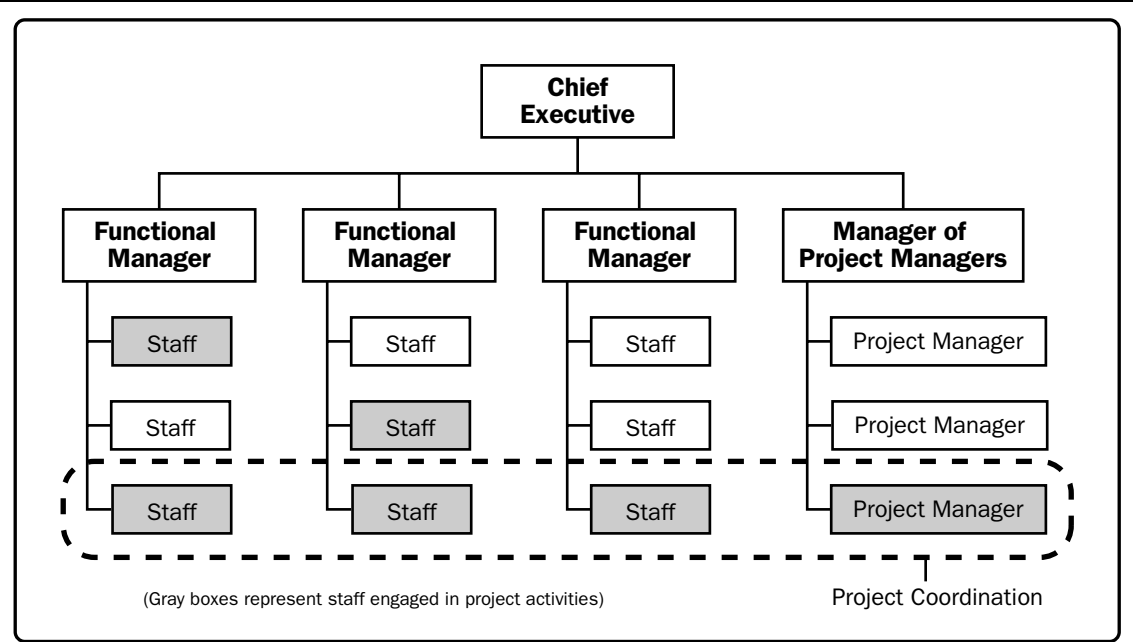 Chief
Executive
Functional
Manager
Functional
Manager
Functional
Manager
Manager of
Project Managers
Staff
Staff
Staff
Project Manager
Staff
Staff
Staff
Project Manager
Staff
Staff
Staff
Project Manager
(Gray boxes represent staff engaged in project activities)
Project Coordination